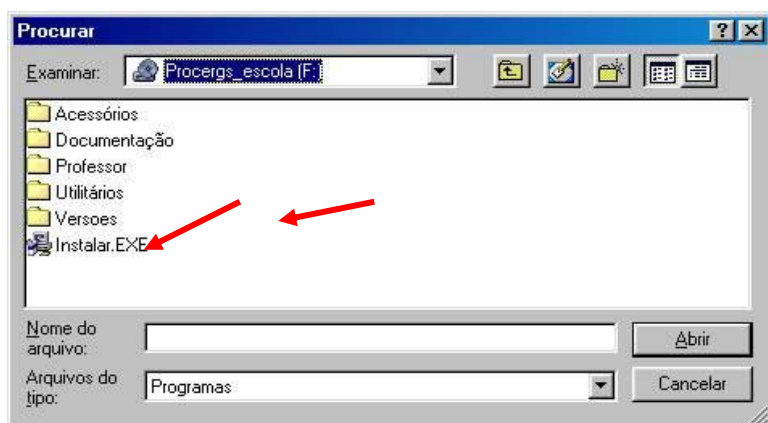 Procurar
Examinar: Procergs_escola (F:)
Acessórios
Documentação
Professor
Utilitários
Versoes
Instalar.EXE
Nome do
arquivo:
Abrir
Arquivos do
tipo:
Programas
Cancelar